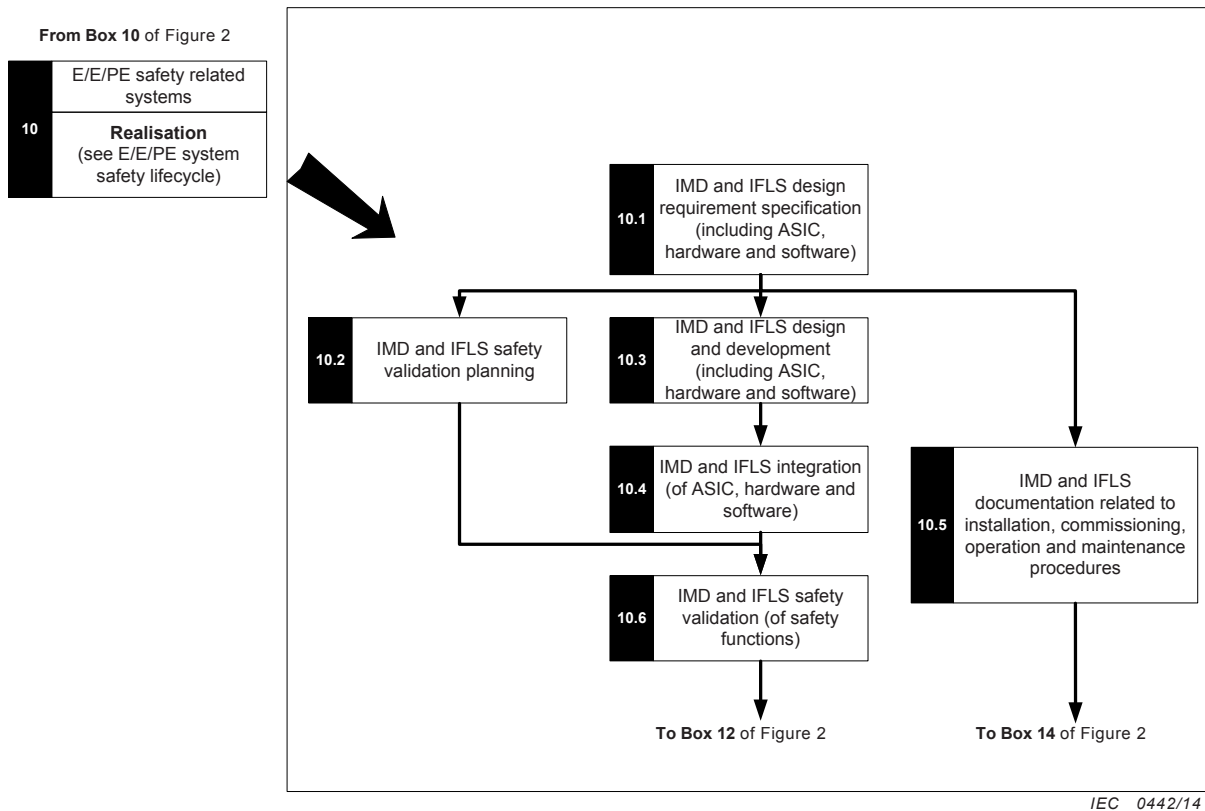 From Box 10 of Figure 2
E/E/PE safety related
systems
10
Realisation
(see E/E/PE system
safety lifecycle)
10.1
IMD and IFLS design
requirement specification
(including ASIC,
hardware and software)
10.2
IMD and IFLS safety
validation planning
10.3
IMD and IFLS design
and development
(including ASIC,
hardware and software)
10.4
IMD and IFLS integration
(of ASIC, hardware and
software)
10.5
IMD and IFLS
documentation related to
installation, commissioning,
operation and maintenance
procedures
10.6
IMD and IFLS safety
validation (of safety
functions)
To Box 12 of Figure 2
To Box 14 of Figure 2
IEC 0442/14